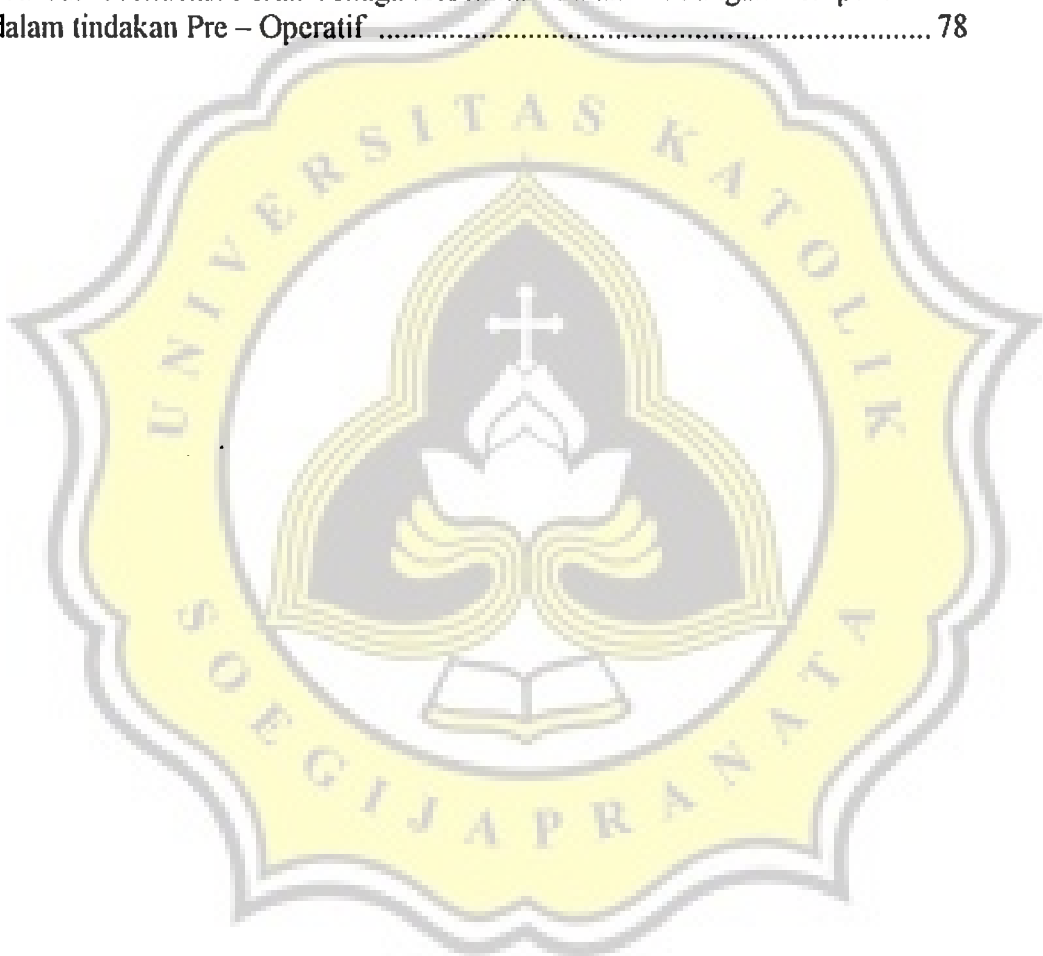 dalam tindakan Pre – Operatif ................................................................ 78
UNIVERSITAS KATOLIK
SOEGIJAPRANATA